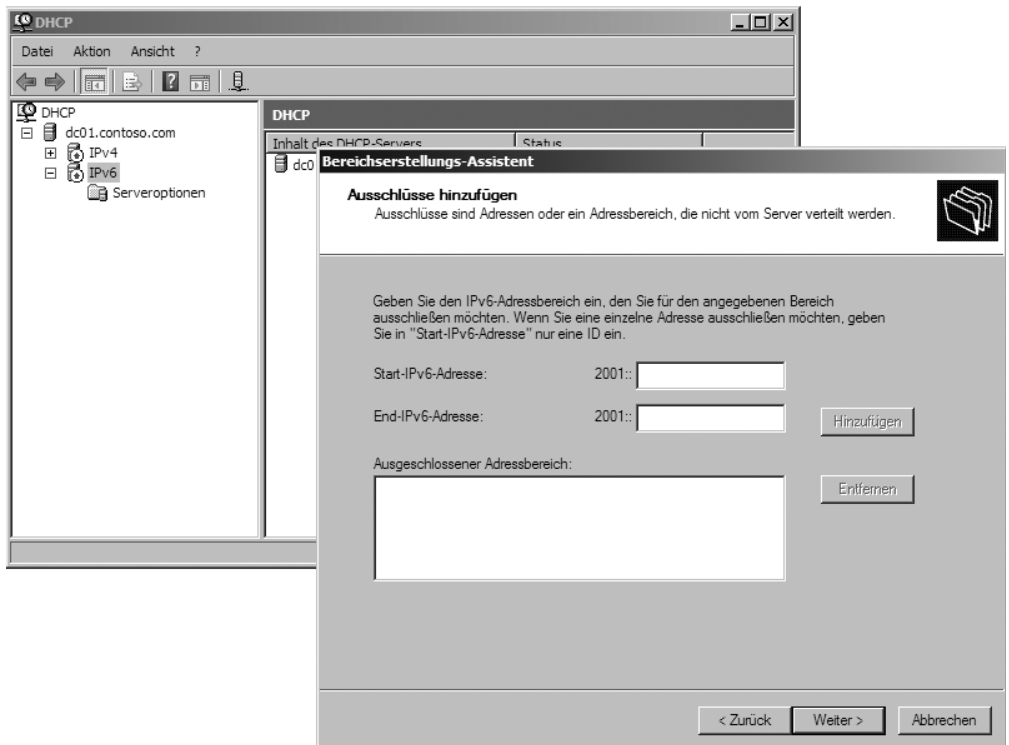 DHCP
Datei Aktion Ansicht ?
DHCP
dc01.contoso.com
IPv4
IPv6
Serveroptionen
DHCP
Inhalt des DHCP-Servers Status
dc0
Bereichserstellungs-Assistent
Ausschlüsse hinzufügen
Ausschlüsse sind Adressen oder ein Adressbereich, die nicht vom Server verteilt werden.
Geben Sie den IPv6-Adressbereich ein, den Sie für den angegebenen Bereich
ausschließen möchten. Wenn Sie eine einzelne Adresse ausschließen möchten, geben
Sie in "Start-IPv6-Adresse" nur eine ID ein.
Start-IPv6-Adresse: 2001::
End-IPv6-Adresse: 2001::
Hinzufügen
Ausgeschlossener Adressbereich:
Entfernen
< Zurück Weiter > Abbrechen